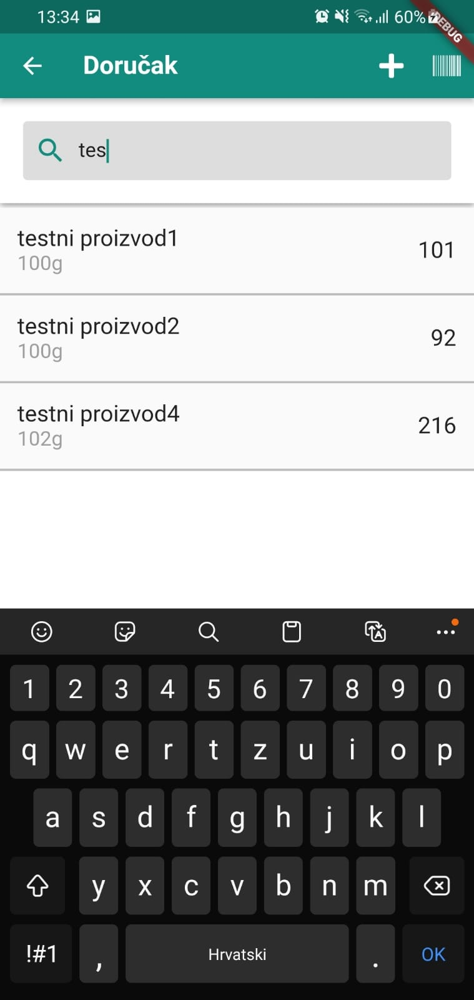 13:34 60%
DEBUG
Doručak
tes
testni proizvod1
100g
101
testni proizvod2
100g
92
testni proizvod4
102g
216
1 2 3 4 5 6 7 8 9 0
q w e r t z u i o p
a s d f g h j k l
y x c v b n m
!#1 , Hrvatski . OK